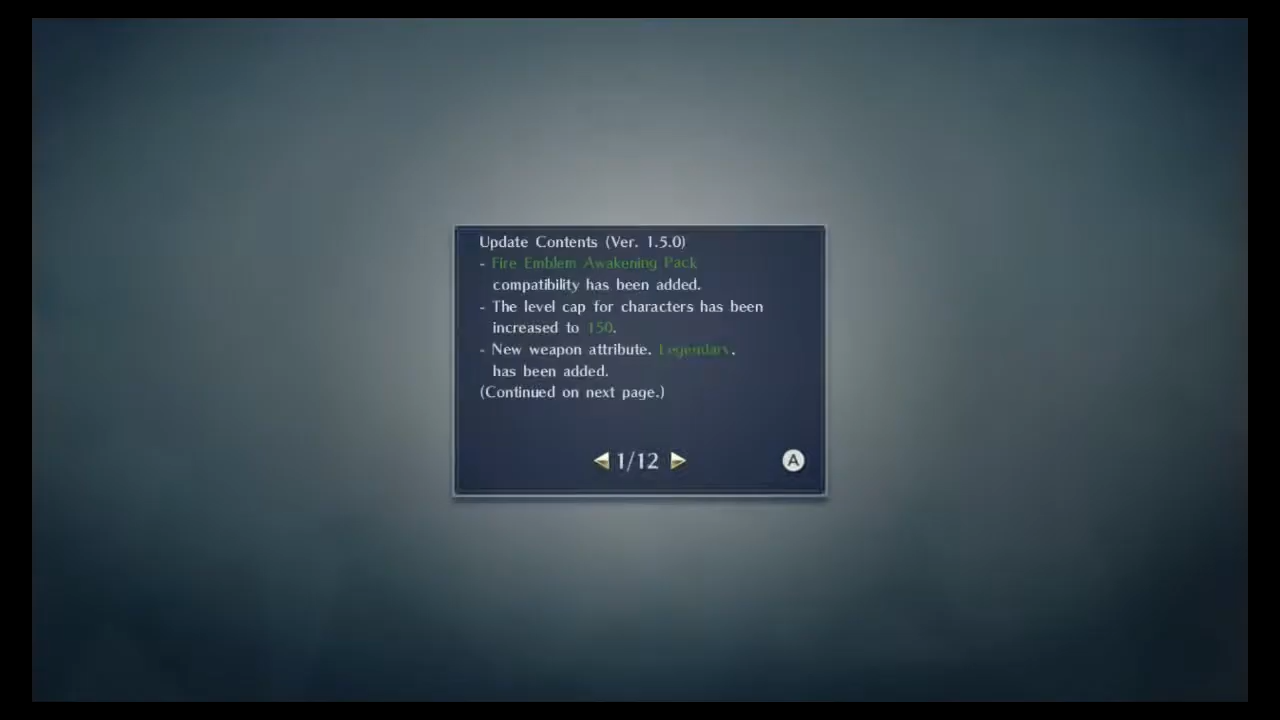 Update Contents (Ver. 1.5.0)
- Fire Emblem Awakening Pack
compatibility has been added.
- The level cap for characters has been
increased to 150.
- New weapon attribute. Legendary.
has been added.
(Continued on next page.)
1/12
A